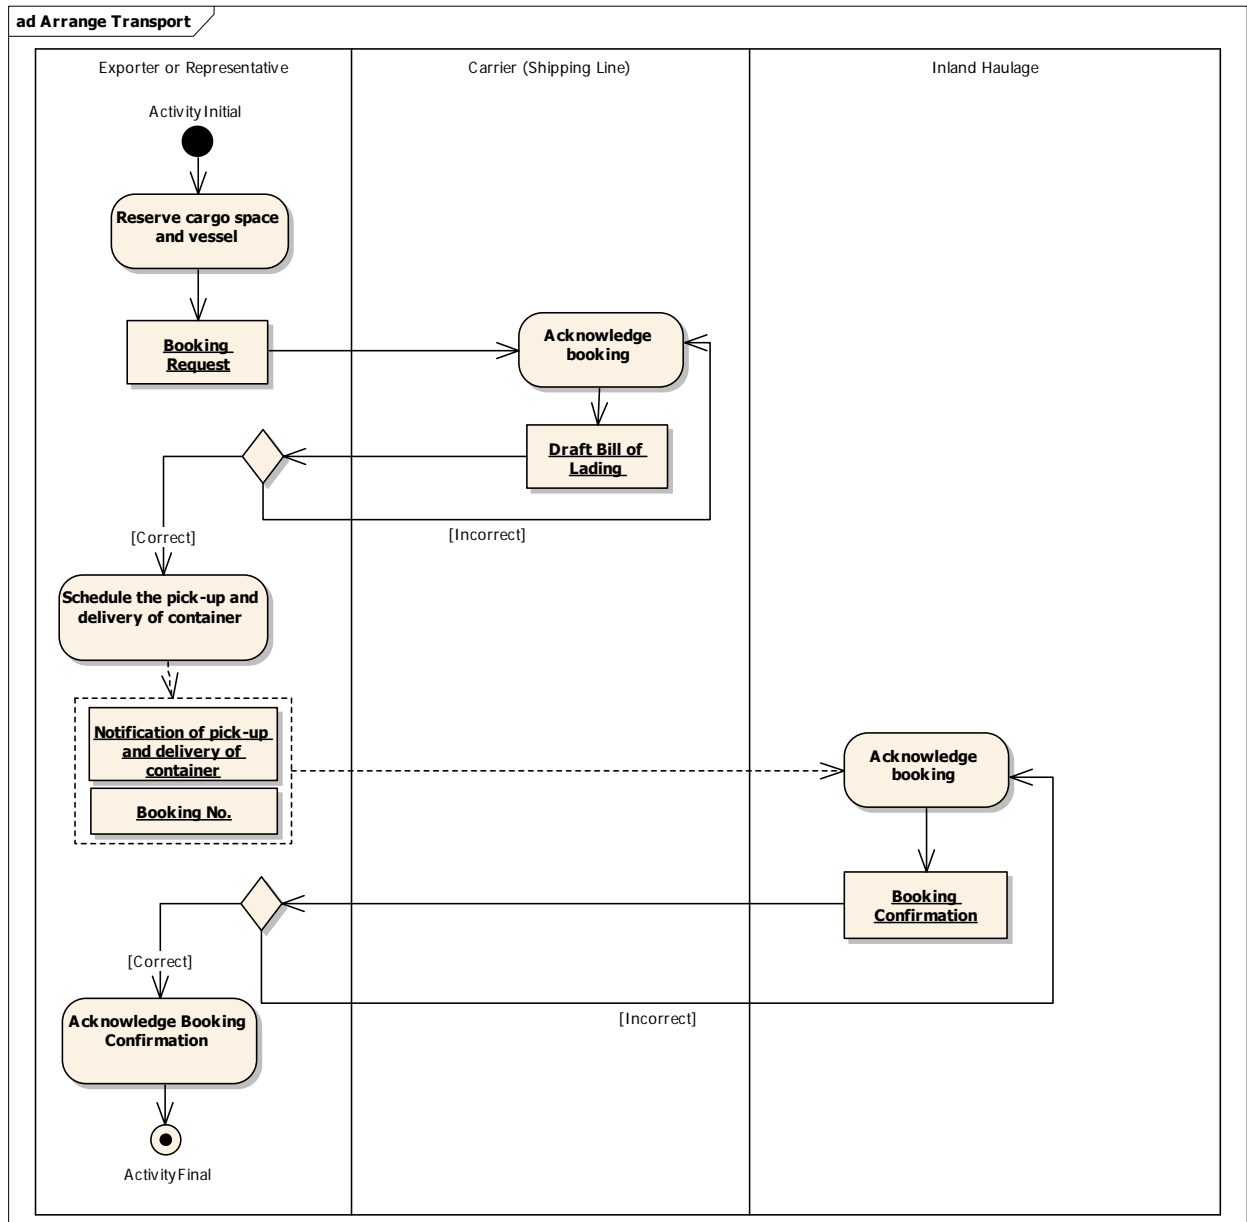 ad Arrange Transport
Exporter or Representative
Carrier (Shipping Line)
Inland Haulage
ActivityInitial
Reserve cargo space
and vessel
Booking
Request
Acknowledge
booking
Draft Bill of
Lading
[Correct]
[Incorrect]
Schedule the pick-up and
delivery of container
Notification of pick-up
and delivery of
container
Booking No.
Acknowledge
booking
Booking
Confirmation
[Correct]
[Incorrect]
Acknowledge Booking
Confirmation
ActivityFinal